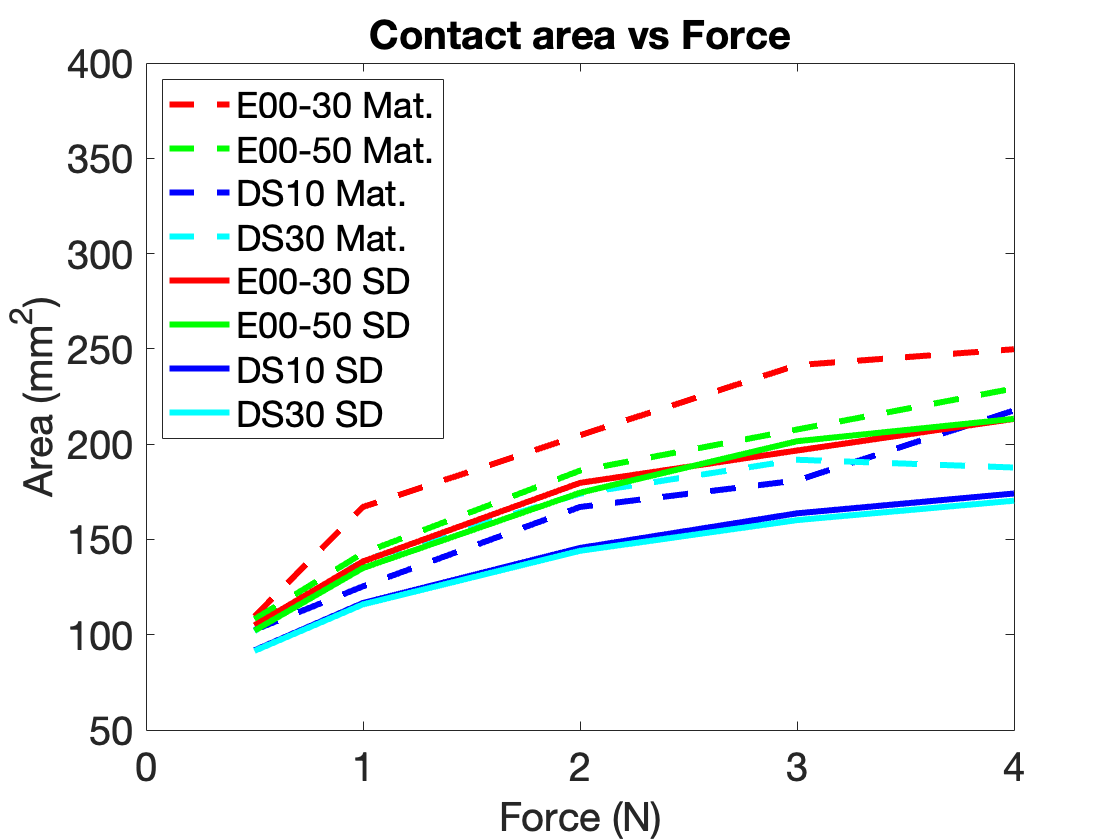 Contact area vs Force
400
350
300
250
200
150
100
50
Area (mm²)
E00-30 Mat.
E00-50 Mat.
DS10 Mat.
DS30 Mat.
E00-30 SD
E00-50 SD
DS10 SD
DS30 SD
0 1 2 3 4
Force (N)